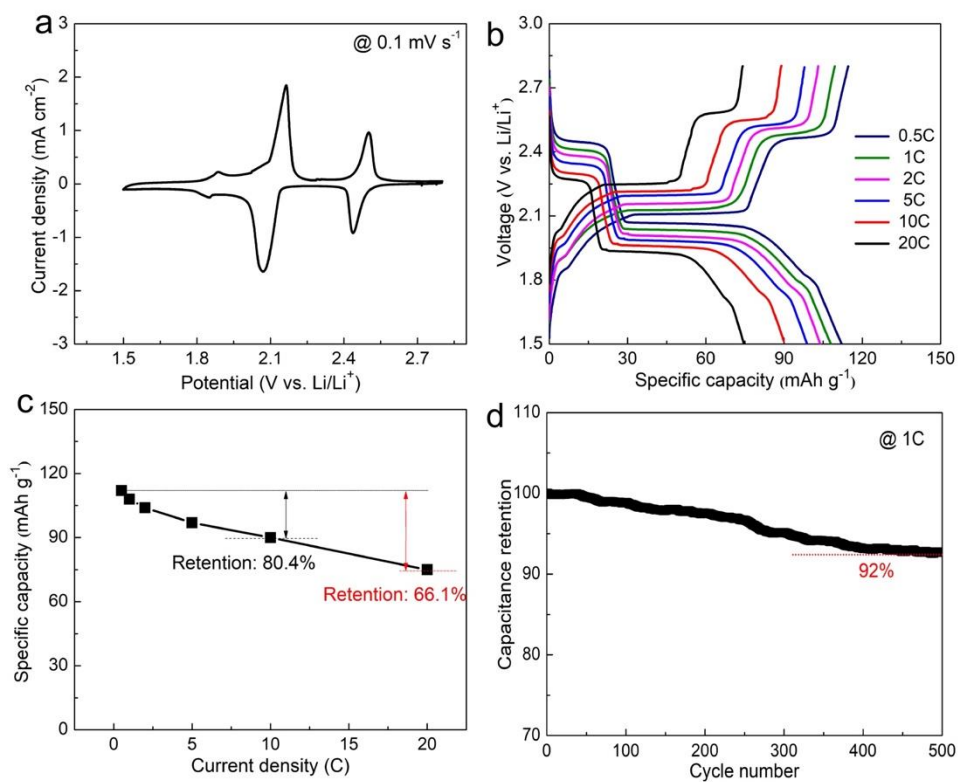 a
@ 0.1 mV s⁻¹
Current density (mA cm⁻²)
3
2
1
0
-1
-2
-3
1.5
1.8
2.1
2.4
2.7
Potential (V vs. Li/Li⁺)
b
Voltage (V vs. Li/Li⁺)
3.0
2.7
2.4
2.1
1.8
1.5
0.5C
1C
2C
5C
10C
20C
0
30
60
90
120
150
Specific capacity (mAh g⁻¹)
c
Specific capacity (mAh g⁻¹)
150
120
90
60
30
0
Retention: 80.4%
Retention: 66.1%
0
5
10
15
20
Current density (C)
d
@ 1C
Capacitance retention
100
100
95
90
85
80
70
92%
0
100
200
300
400
500
Cycle number